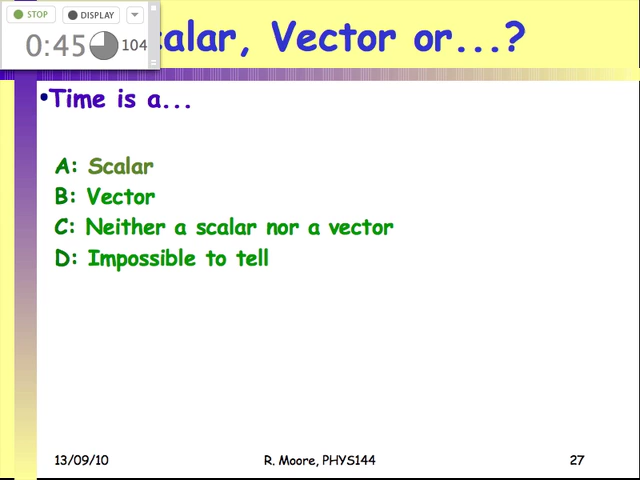 STOP
DISPLAY
0:45
104
calar, Vector or...?
•Time is a...
A: Scalar
B: Vector
C: Neither a scalar nor a vector
D: Impossible to tell
13/09/10
R. Moore, PHYS144
27